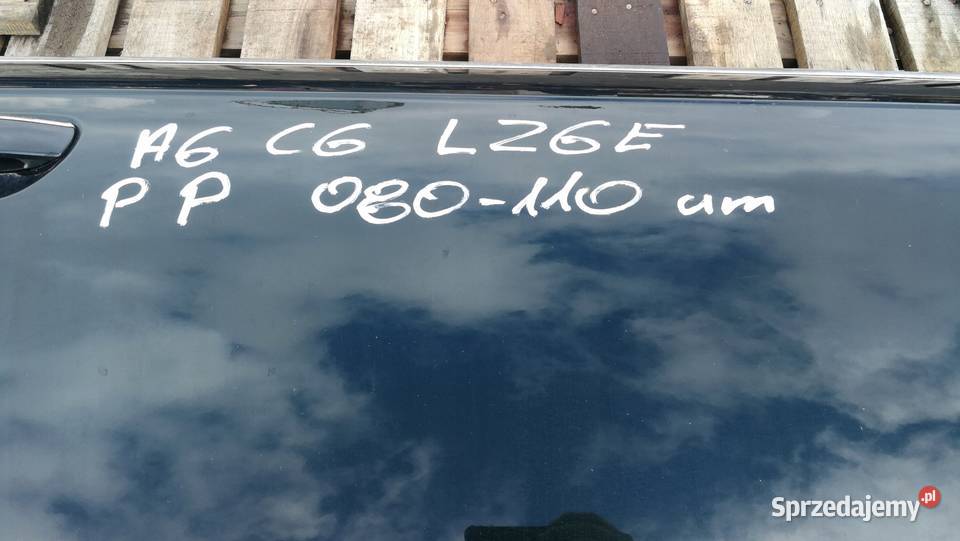 A6 C6 LZ6E
PP 080-110 um
Sprzedajemy.pl